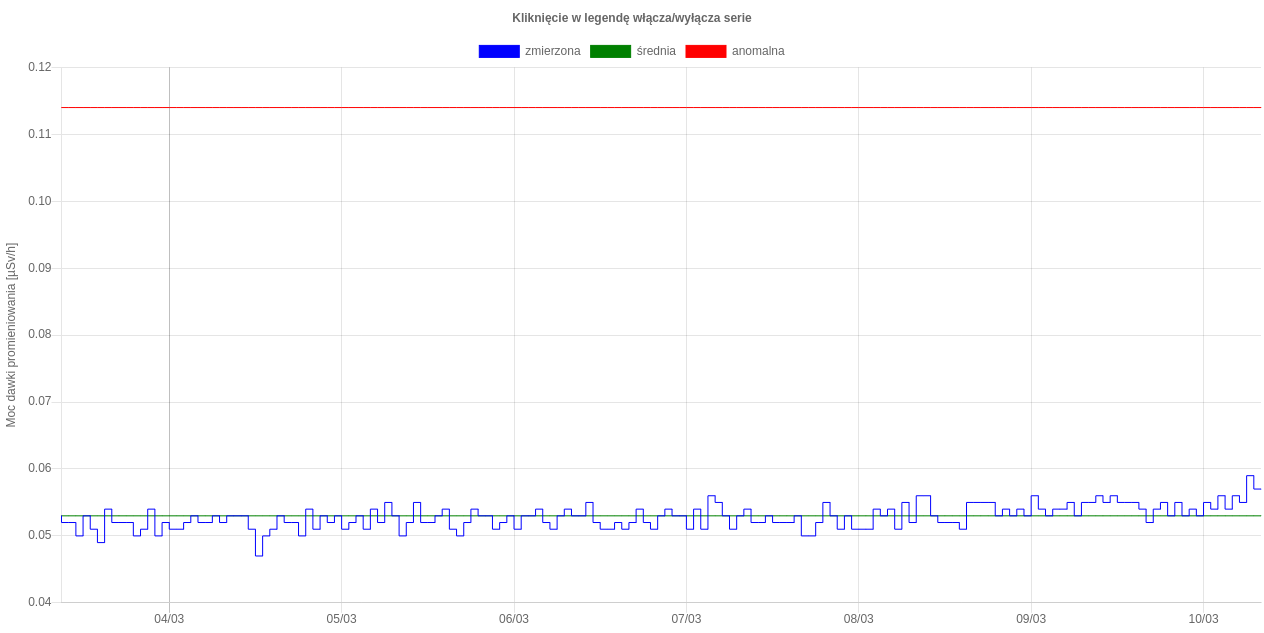 Kliknięcie w legendę włącza/wyłącza serie
zmierzona średnia anomalna
Moc dawki promieniowania [µSv/h]
0.12
0.11
0.10
0.09
0.08
0.07
0.06
0.05
0.04
04/03 05/03 06/03 07/03 08/03 09/03 10/03